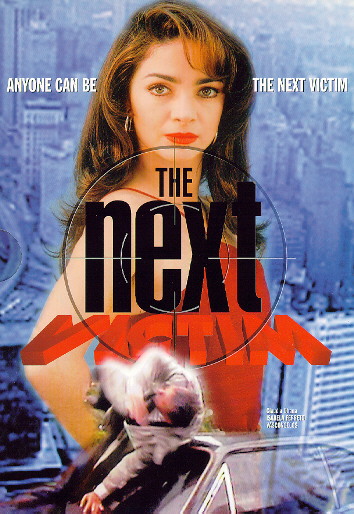 ANYONE CAN BE
THE NEXT VICTIM
THE
next
VICTIM